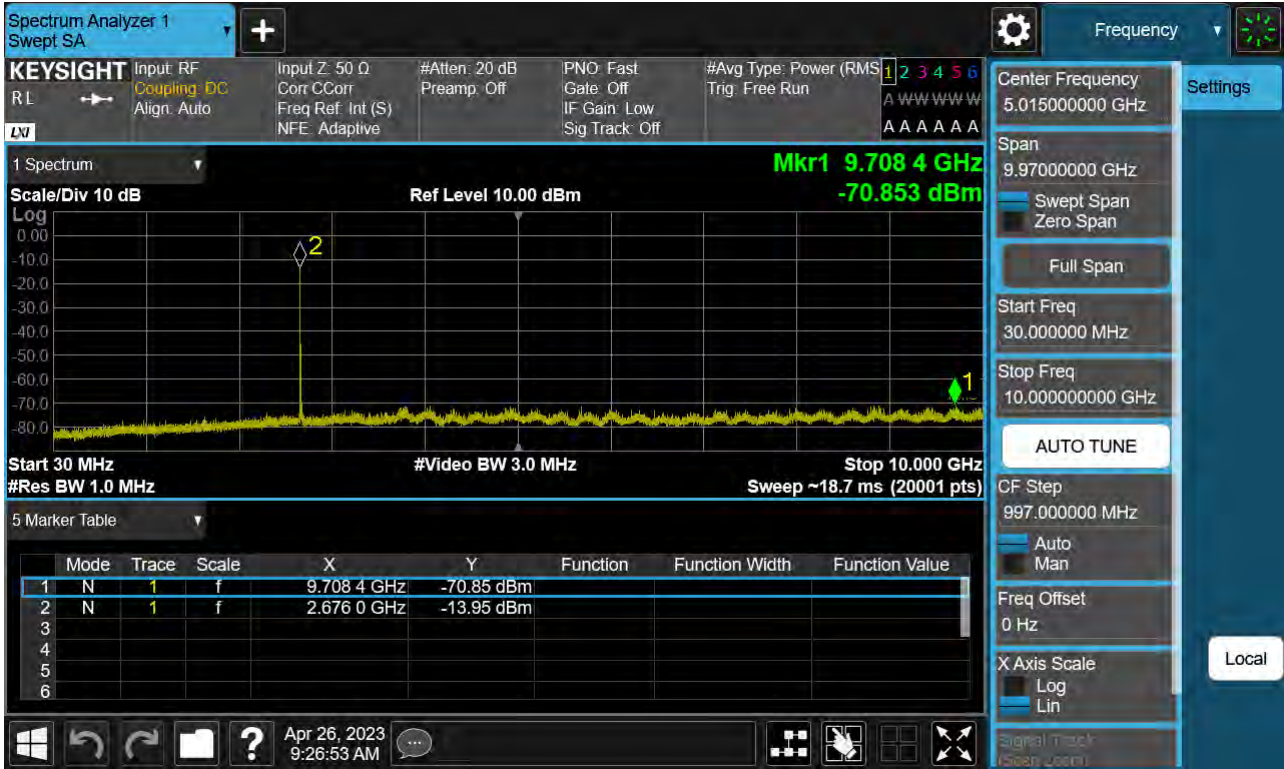 Spectrum Analyzer 1
Swept SA
+
Frequency
KEYSIGHT
RL
LXI
Input: RF
Coupling: DC
Align: Auto
Input Z: 50 Ω
Corr CCorr
Freq Ref: Int (S)
NFE: Adaptive
#Atten: 20 dB
Preamp: Off
PNO: Fast
Gate: Off
IF Gain: Low
Sig Track: Off
#Avg Type: Power (RMS
Trig: Free Run
1 2 3 4 5 6
A W W W W W
A A A A A A
1 Spectrum
Mkr1 9.708 4 GHz
-70.853 dBm
Scale/Div 10 dB
Ref Level 10.00 dBm
Log
0.00
-10.0
-20.0
-30.0
-40.0
-50.0
-60.0
-70.0
-80.0
2
1
Start 30 MHz
#Video BW 3.0 MHz
Stop 10.000 GHz
#Res BW 1.0 MHz
Sweep ~18.7 ms (20001 pts)
5 Marker Table
Mode Trace Scale X Y Function Function Width Function Value
1 N 1 f 9.708 4 GHz -70.85 dBm
2 N 1 f 2.676 0 GHz -13.95 dBm
3
4
5
6
Center Frequency
5.015000000 GHz
Settings
Span
9.97000000 GHz
Swept Span
Zero Span
Full Span
Start Freq
30.000000 MHz
Stop Freq
10.000000000 GHz
AUTO TUNE
CF Step
997.000000 MHz
Auto
Man
Freq Offset
0 Hz
X Axis Scale
Log
Lin
Signal Track
(Span Zoom)
Local
?
Apr 26, 2023
9:26:53 AM